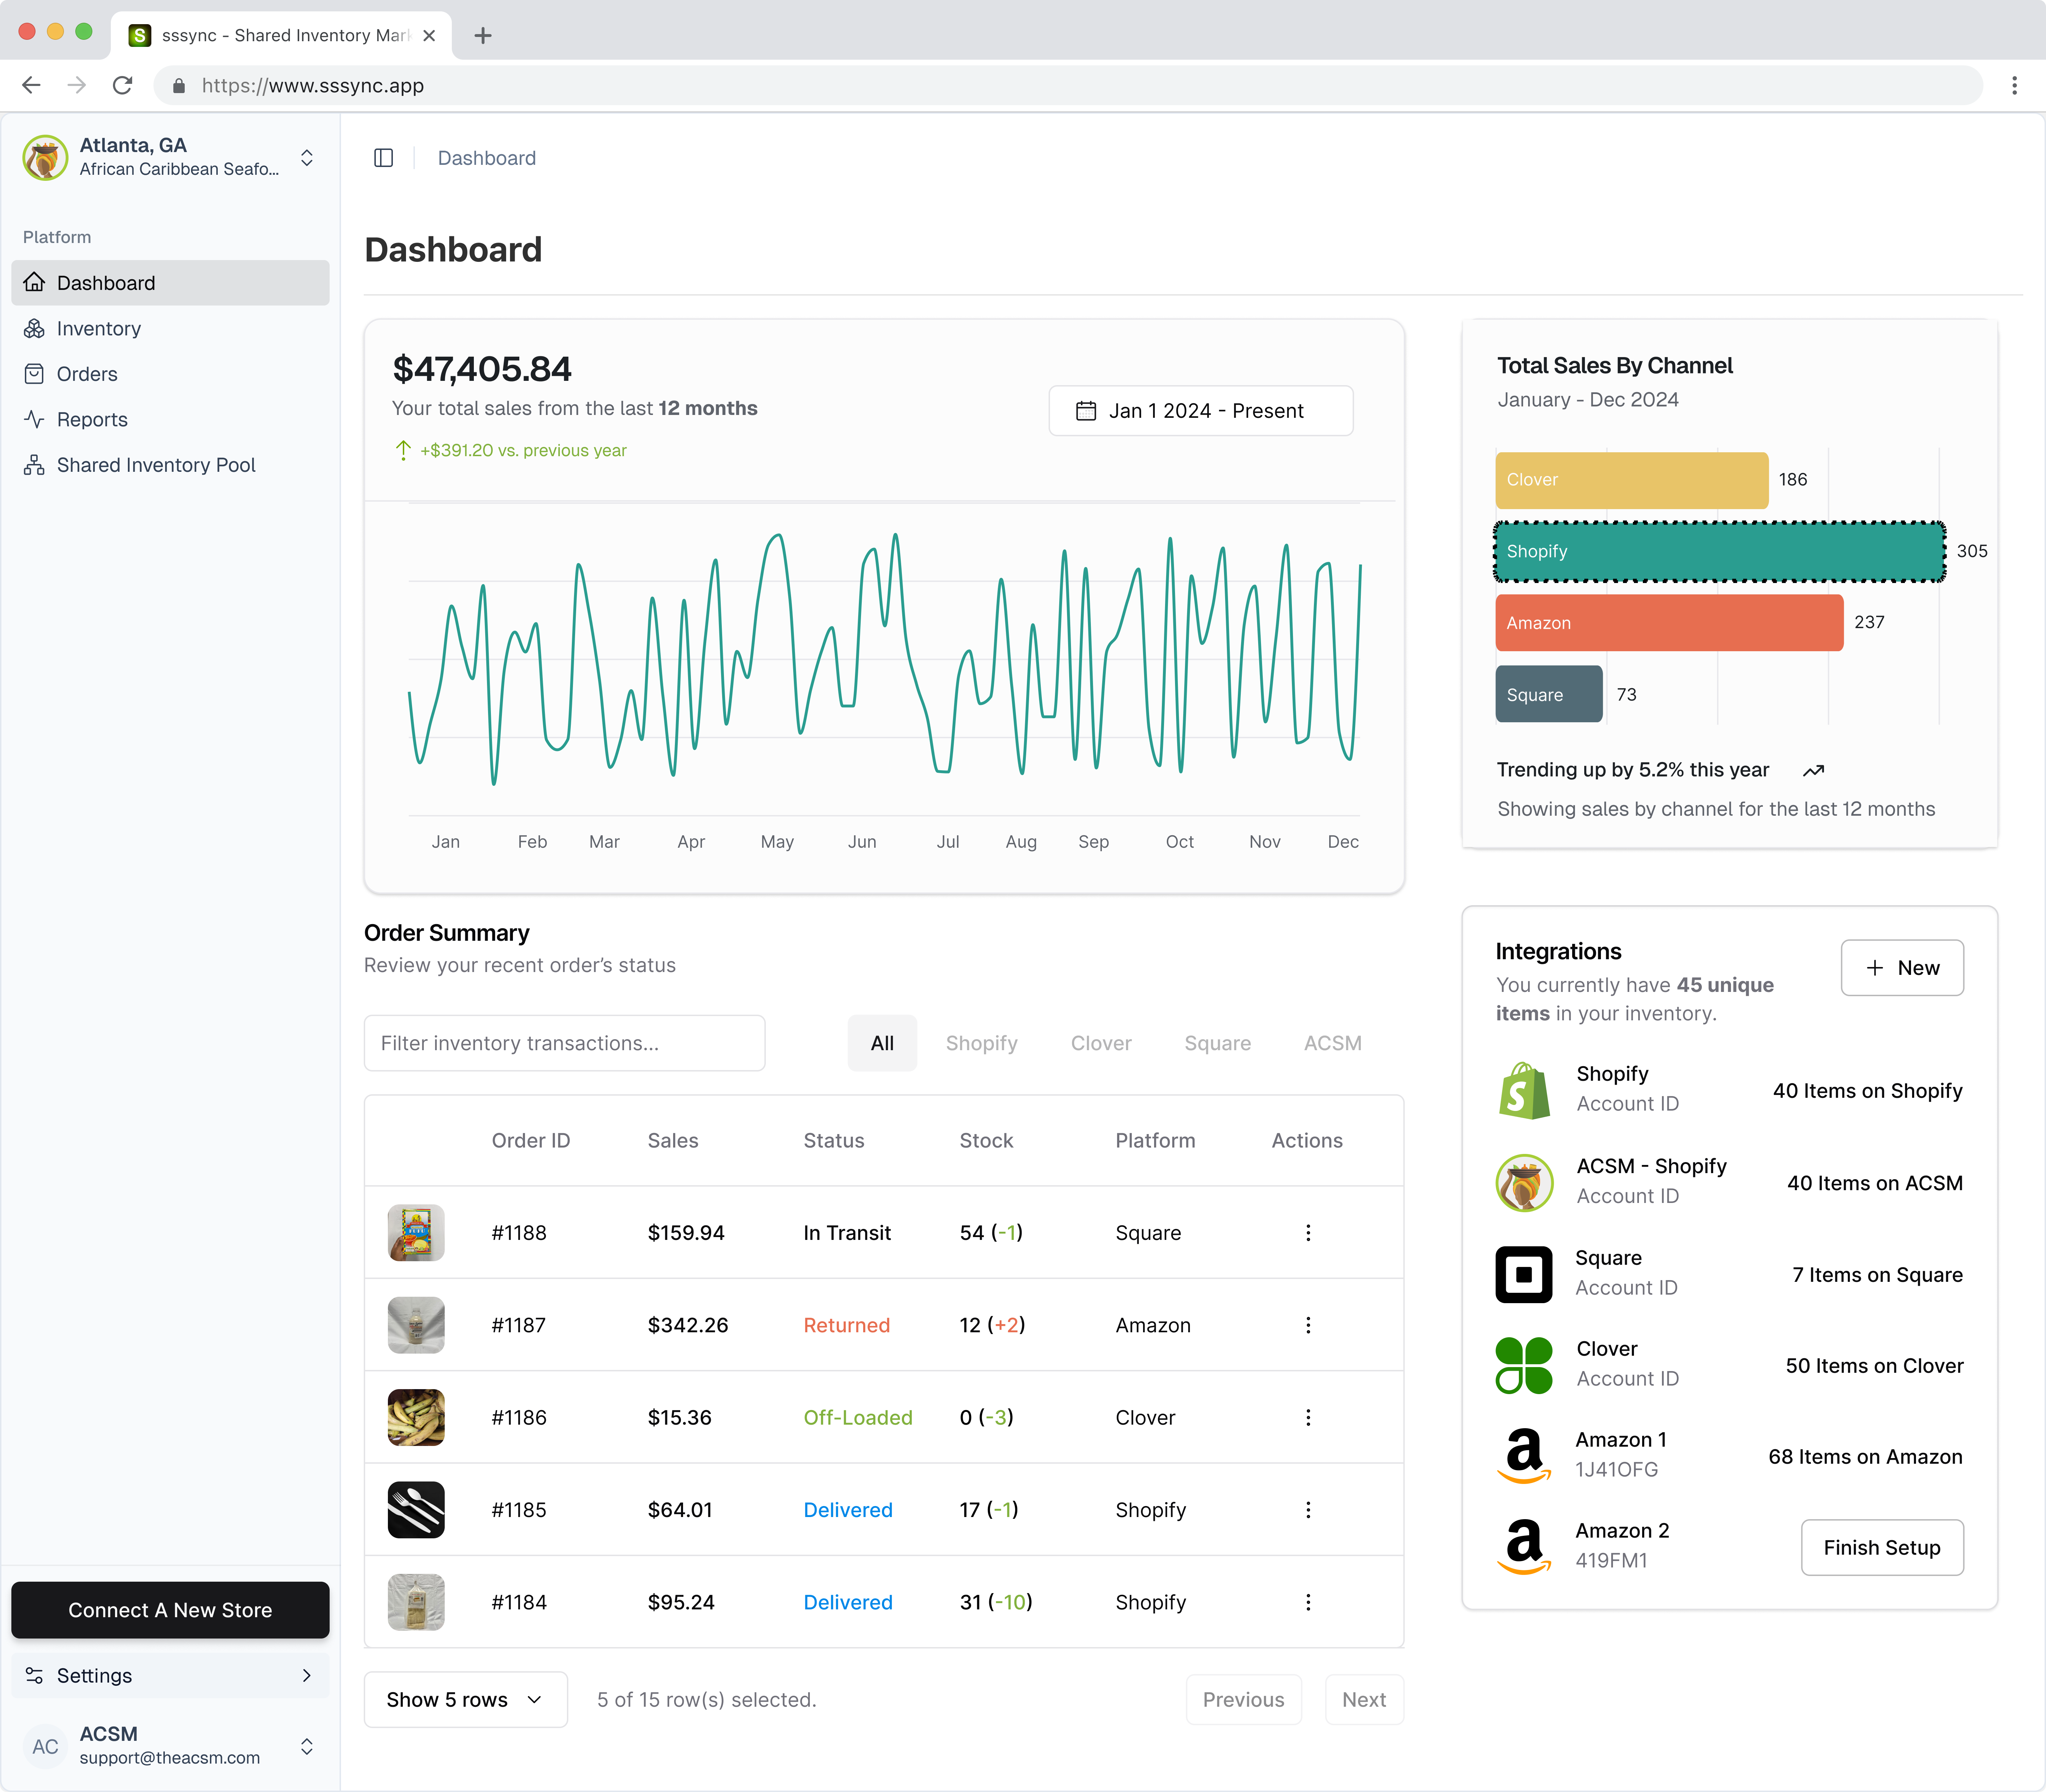 sssync - Shared Inventory Mar
https://www.sssync.app
Atlanta, GA
African Caribbean Seafo...
Platform
Dashboard
Inventory
Orders
Reports
Shared Inventory Pool
Connect A New Store
Settings
AC
ACSM
support@theacsm.com
Dashboard
Dashboard
$47,405.84
Your total sales from the last 12 months
+$391.20 vs. previous year
Jan 1 2024 - Present
Jan Feb Mar Apr May Jun Jul Aug Sep Oct Nov Dec
Total Sales By Channel
January - Dec 2024
Clover 186
Shopify 305
Amazon 237
Square 73
Trending up by 5.2% this year
Showing sales by channel for the last 12 months
Order Summary
Review your recent order’s status
Filter inventory transactions...
All Shopify Clover Square ACSM
Order ID Sales Status Stock Platform Actions
#1188 $159.94 In Transit 54 (-1) Square
#1187 $342.26 Returned 12 (+2) Amazon
#1186 $15.36 Off-Loaded 0 (-3) Clover
#1185 $64.01 Delivered 17 (-1) Shopify
#1184 $95.24 Delivered 31 (-10) Shopify
Show 5 rows
5 of 15 row(s) selected.
Previous Next
Integrations
New
You currently have 45 unique
items in your inventory.
Shopify
Account ID
40 Items on Shopify
ACSM - Shopify
Account ID
40 Items on ACSM
Square
Account ID
7 Items on Square
Clover
Account ID
50 Items on Clover
Amazon 1
1J41OFG
68 Items on Amazon
Amazon 2
419FM1
Finish Setup